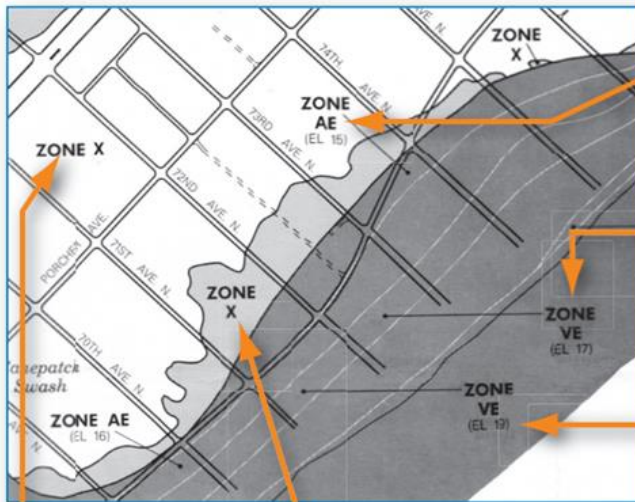 ZONE
X
74TH
AVE N.
ZONE
AE
(EL 15)
73RD
AVE N.
ZONE X
72ND
AVE N.
PORCHER AVE.
71ST AVE N.
ZONE
X
ZONE
VE
(EL 17)
70TH AVE N.
Swash
ZONE
VE
(EL 19)
ZONE AE
(EL 16)
AVE N.